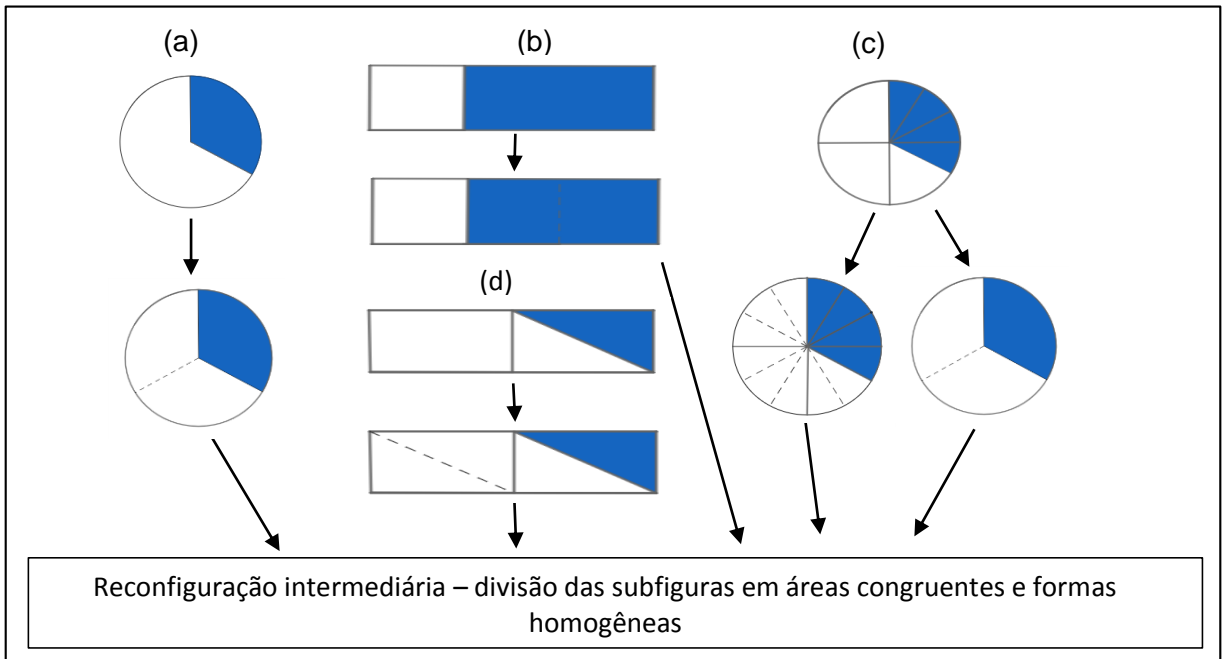 (a)
(b)
(c)
(d)
Reconfiguração intermediária – divisão das subfiguras em áreas congruentes e formas
homogêneas